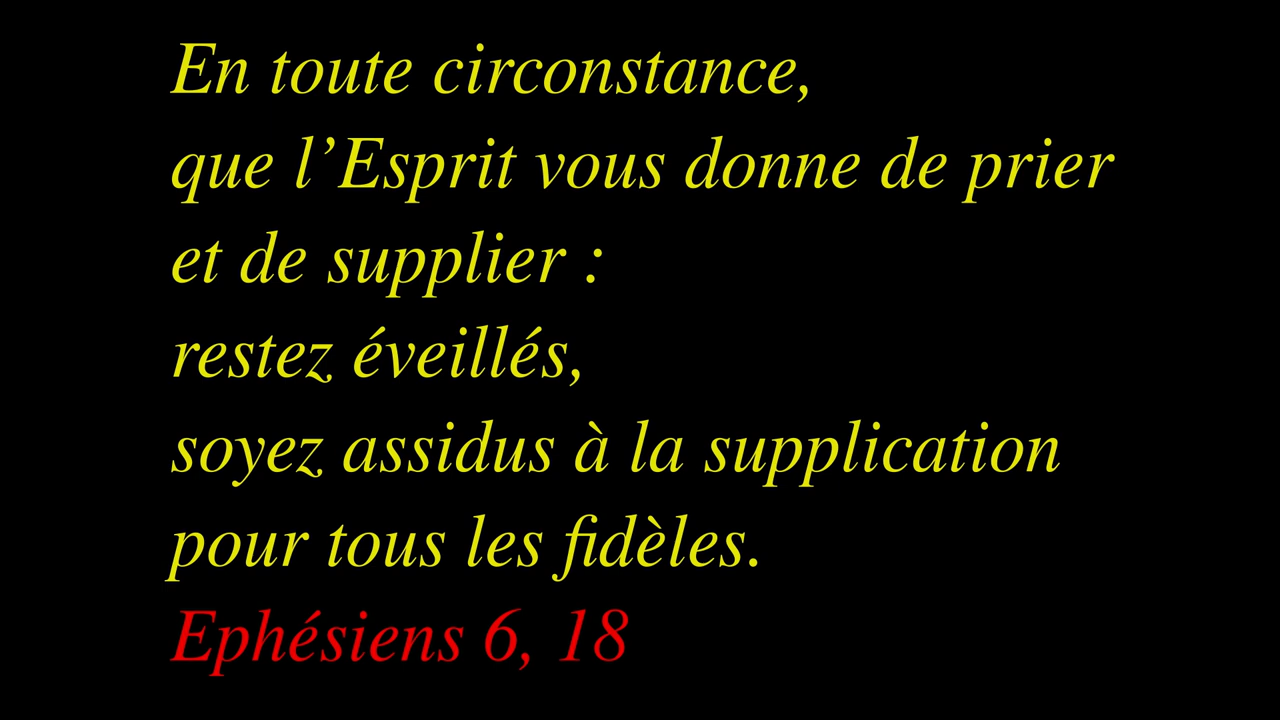 En toute circonstance,
que l’Esprit vous donne de prier
et de supplier :
restez éveillés,
soyez assidus à la supplication
pour tous les fidèles.
Ephésiens 6, 18